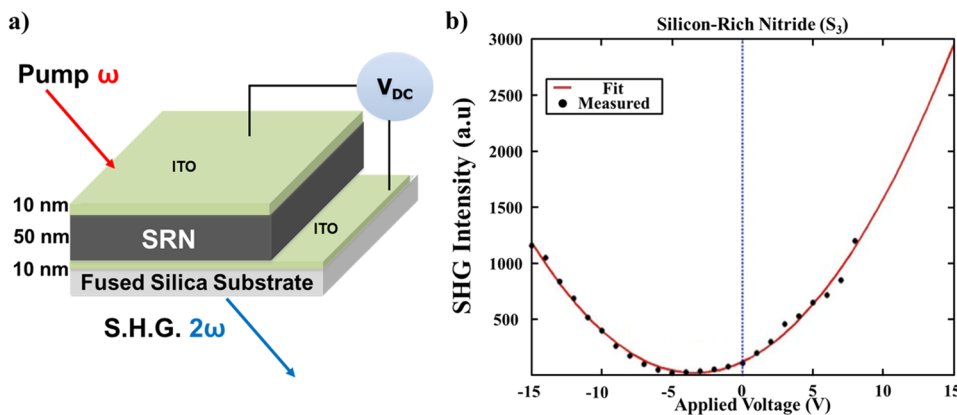 a)
Pump ω
V_DC
ITO
10 nm
50 nm
SRN
ITO
10 nm
Fused Silica Substrate
S.H.G. 2ω
b)
Silicon-Rich Nitride (S₃)
SHG Intensity (a.u)
3000
2500
2000
1500
1000
500
Fit
Measured
-15
-10
-5
0
5
10
15
Applied Voltage (V)